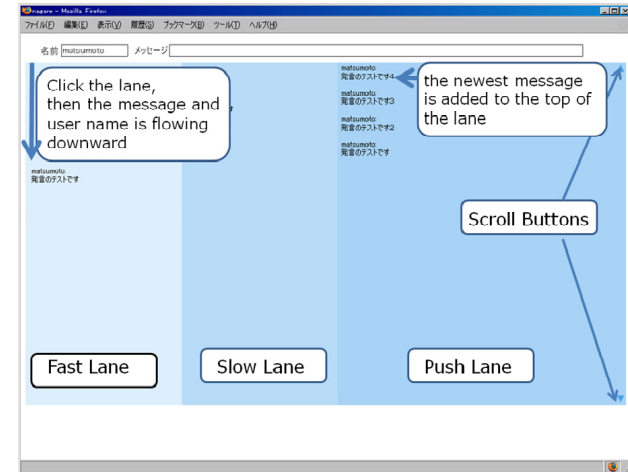 nagare - Mozilla Firefox
ファイル(F) 編集(E) 表示(V) 履歴(S) ブックマーク(B) ツール(T) ヘルプ(H)
名前 matsumoto メッセージ
Click the lane,
then the message and
user name is flowing
downward
matsumoto:
発言のテストです
matsumoto:
発言のテストです4
matsumoto:
発言のテストです3
matsumoto:
発言のテストです2
matsumoto:
発言のテストです
the newest message
is added to the top of
the lane
Scroll Buttons
Fast Lane
Slow Lane
Push Lane